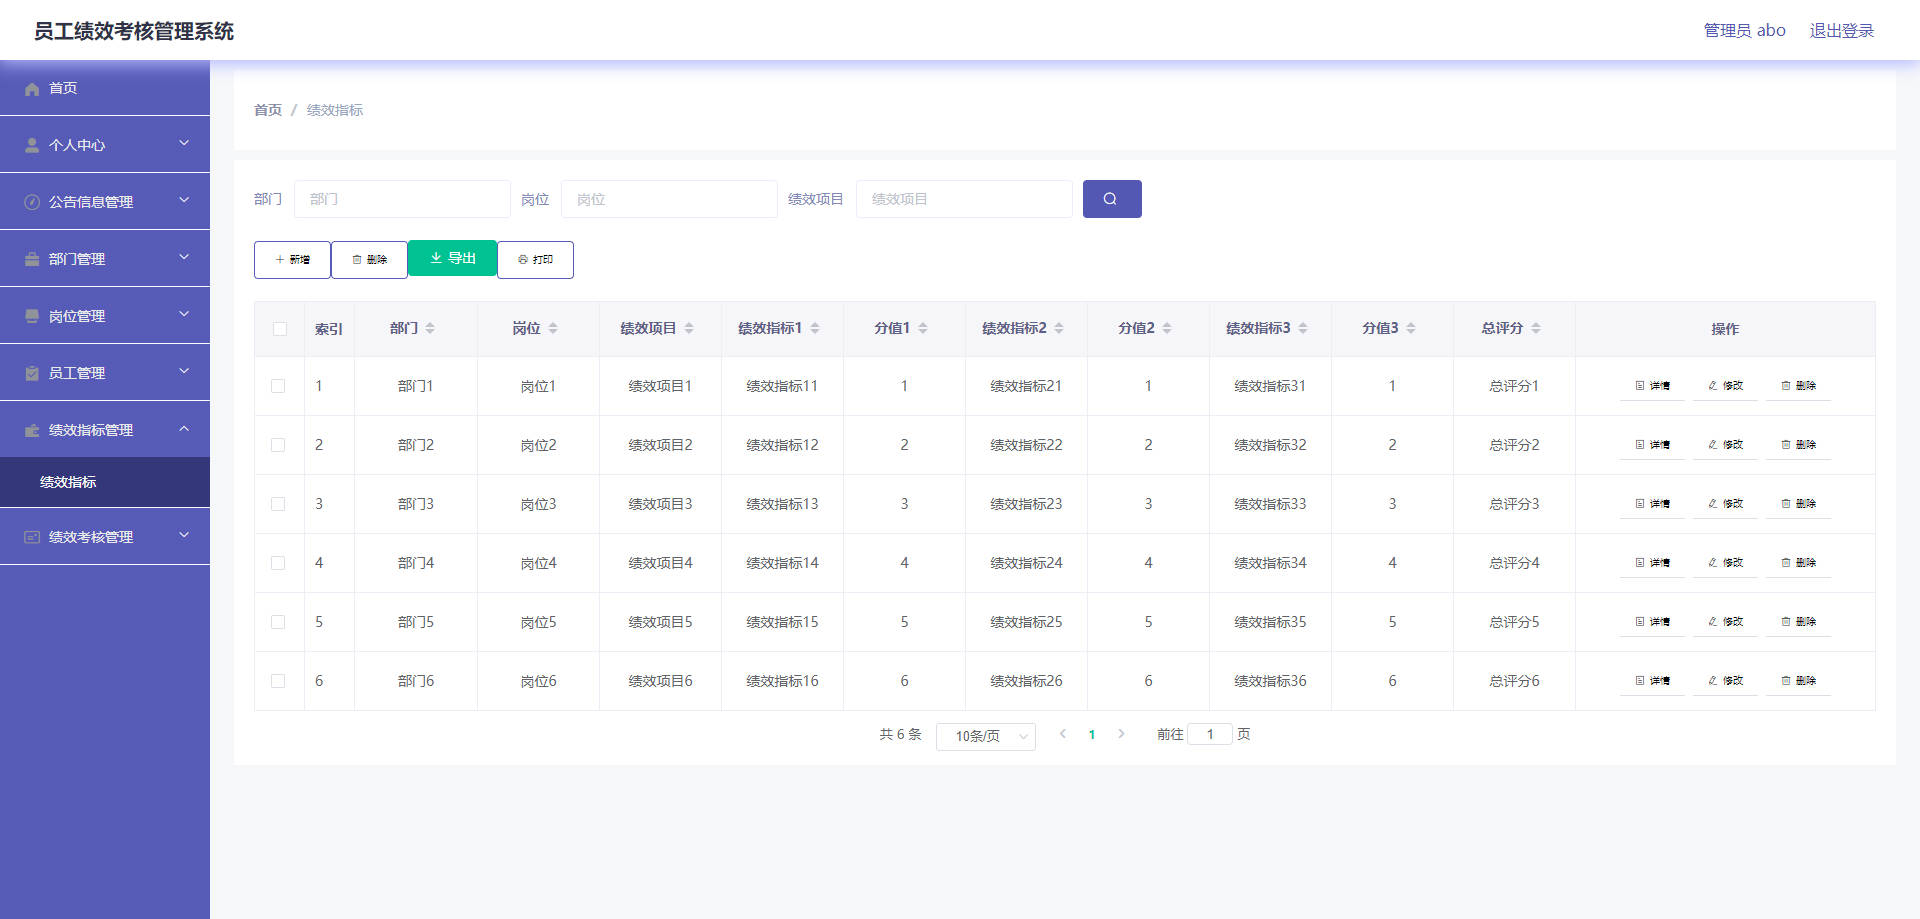 员工绩效考核管理系统
管理员 abo 退出登录
首页
个人中心
公告信息管理
部门管理
岗位管理
员工管理
绩效指标管理
绩效指标
绩效考核管理
首页 / 绩效指标
部门 部门 岗位 岗位 绩效项目 绩效项目
新增 删除 导出 打印
索引 部门 岗位 绩效项目 绩效指标1 分值1 绩效指标2 分值2 绩效指标3 分值3 总评分 操作
1 部门1 岗位1 绩效项目1 绩效指标11 1 绩效指标21 1 绩效指标31 1 总评分1 详情 修改 删除
2 部门2 岗位2 绩效项目2 绩效指标12 2 绩效指标22 2 绩效指标32 2 总评分2 详情 修改 删除
3 部门3 岗位3 绩效项目3 绩效指标13 3 绩效指标23 3 绩效指标33 3 总评分3 详情 修改 删除
4 部门4 岗位4 绩效项目4 绩效指标14 4 绩效指标24 4 绩效指标34 4 总评分4 详情 修改 删除
5 部门5 岗位5 绩效项目5 绩效指标15 5 绩效指标25 5 绩效指标35 5 总评分5 详情 修改 删除
6 部门6 岗位6 绩效项目6 绩效指标16 6 绩效指标26 6 绩效指标36 6 总评分6 详情 修改 删除
共 6 条 10条/页 1 前往 1 页